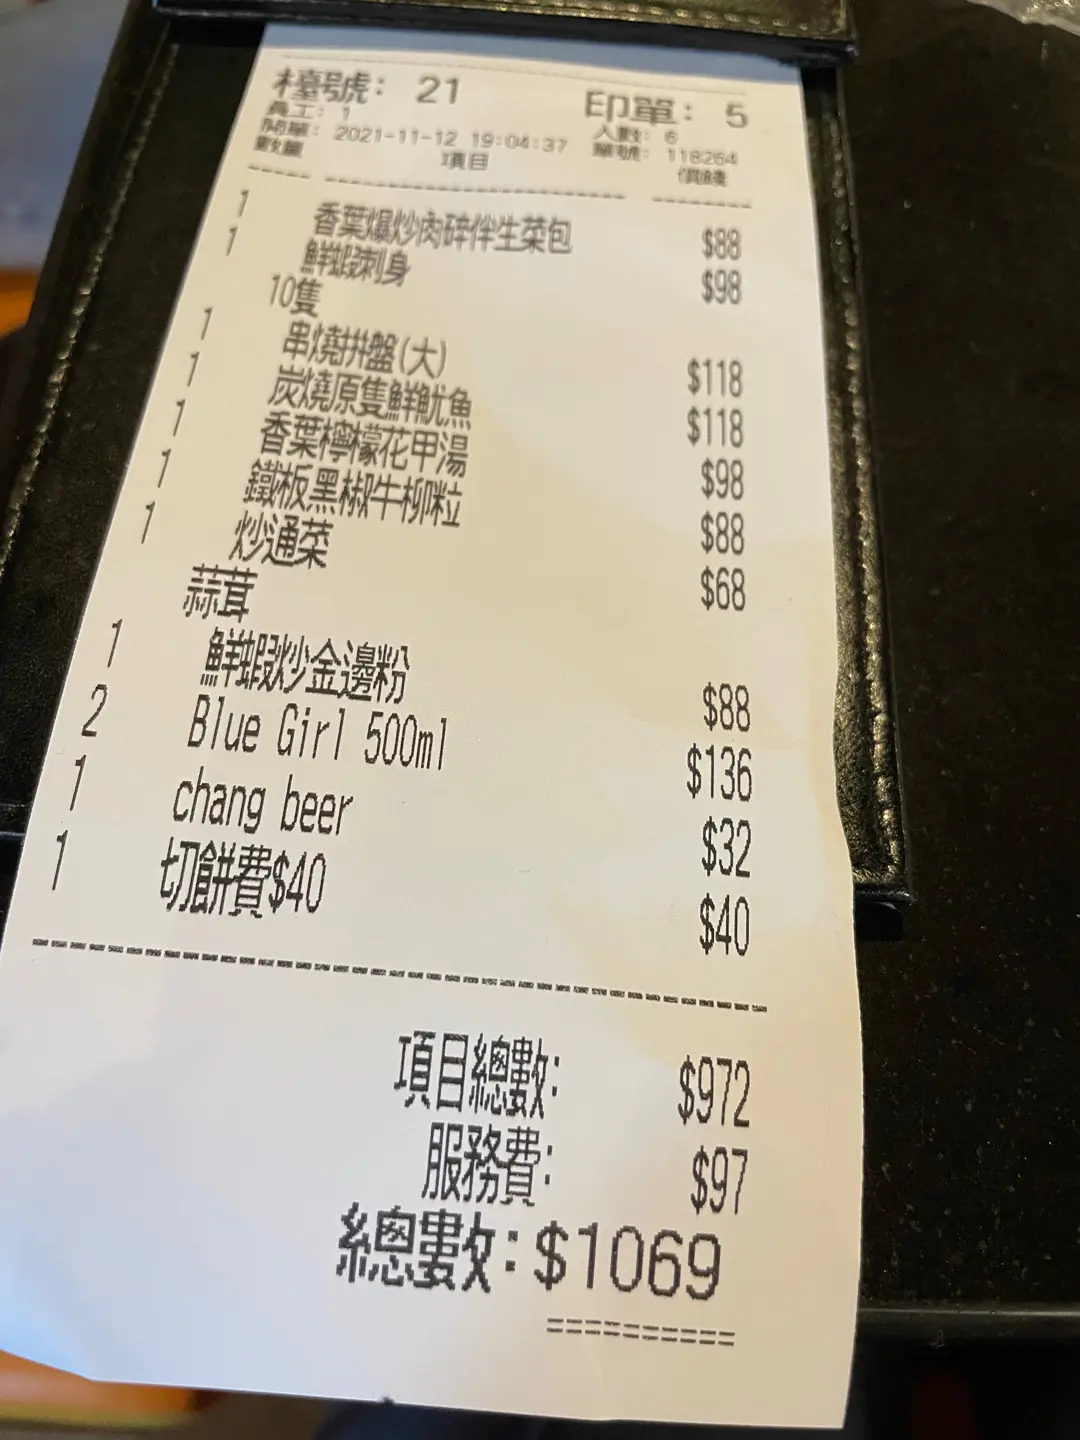 檯號: 21 印單: 5
員工: 1 人數: 6
開單: 2021-11-12 19:04:37 單號: 118264
數量 項目 價錢
1 香葉爆炒肉碎伴生菜包 $88
1 鮮蝦刺身 $98
10隻
1 串燒拼盤(大) $118
1 炭燒原隻鮮魷魚 $118
1 香葉檸檬花甲湯 $98
1 鐵板黑椒牛柳粒 $88
1 炒通菜 $68
蒜茸
1 鮮蝦炒金邊粉 $88
2 Blue Girl 500ml $136
1 chang beer $32
1 切餅費$40 $40
項目總數: $972
服務費: $97
總數: $1069